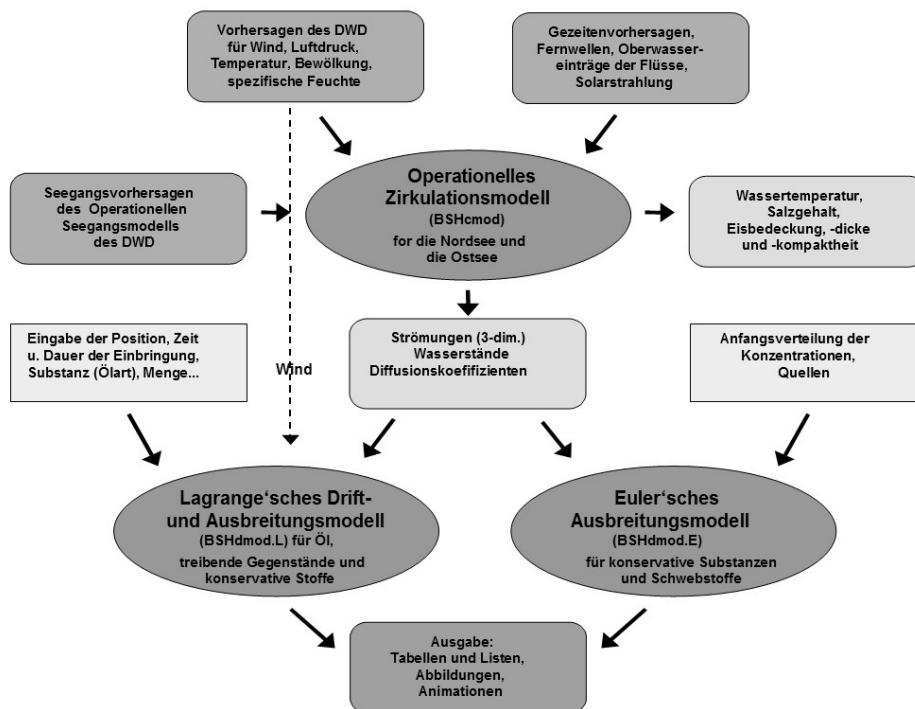 Vorhersagen des DWD
für Wind, Luftdruck,
Temperatur, Bewölkung,
spezifische Feuchte
Gezeitenvorhersagen,
Fernwellen, Oberwasser-
einträge der Flüsse,
Solarstrahlung
Seegangsvorhersagen
des Operationellen
Seegangsmodells
des DWD
Operationelles
Zirkulationsmodell
(BSHcmod)
for die Nordsee und
die Ostsee
Wassertemperatur,
Salzgehalt,
Eisbedeckung, -dicke
und -kompaktheit
Eingabe der Position, Zeit
u. Dauer der Einbringung,
Substanz (Ölart), Menge...
Wind
Strömungen (3-dim.)
Wasserstände
Diffusionskoefifizienten
Anfangsverteilung der
Konzentrationen,
Quellen
Lagrange‘sches Drift-
und Ausbreitungsmodell
(BSHdmod.L) für Öl,
treibende Gegenstände und
konservative Stoffe
Euler‘sches
Ausbreitungsmodell
(BSHdmod.E)
für konservative Substanzen
und Schwebstoffe
Ausgabe:
Tabellen und Listen,
Abbildungen,
Animationen